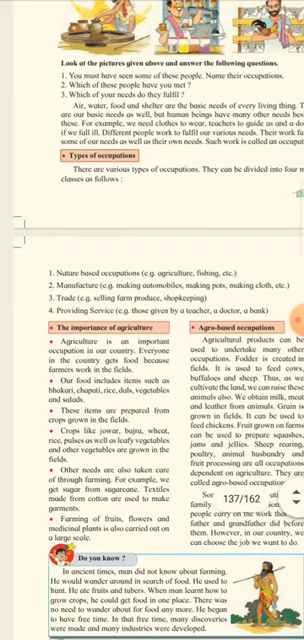 Look at the pictures given above and answer the following questions.
1. You must have seen some of these people. Name their occupations.
2. Which of these people have you met ?
3. Which of your needs do they fulfil ?
Air, water, food and shelter are the basic needs of every living thing. T
are our basic needs as well, but human beings have many other needs bes
these. For example, we need clothes to wear, teachers to guide us and a do
if we fall ill. Different people work to fulfil our various needs. Their work fu
some of our needs as well as their own needs. Such work is called an occupat
• Types of occupations
There are various types of occupations. They can be divided into four m
classes as follows :
1. Nature based occupations (e.g. agriculture, fishing, etc.)
2. Manufacture (e.g. making automobiles, making pots, making cloth, etc.)
3. Trade (e.g. selling farm produce, shopkeeping)
4. Providing Service (e.g. those given by a teacher, a doctor, a bank)
• The importance of agriculture
• Agriculture is an important
occupation in our country. Everyone
in the country gets food because
farmers work in the fields.
• Our food includes items such as
bhakari, chapati, rice, dals, vegetables
and salads.
• These items are prepared from
crops grown in the fields.
• Crops like jowar, bajra, wheat,
rice, pulses as well as leafy vegetables
and other vegetables are grown in the
fields.
• Other needs are also taken care
of through farming. For example, we
get sugar from sugarcane. Textiles
made from cotton are used to make
garments.
• Farming of fruits, flowers and
medicinal plants is also carried out on
a large scale.
• Agro-based occupations
Agricultural products can be
used to undertake many other
occupations. Fodder is created in
fields. It is used to feed cows,
buffaloes and sheep. Thus, as we
cultivate the land, we can raise these
animals also. We obtain milk, meat
and leather from animals. Grain is
grown in fields. It can be used to
feed chickens. Fruit grown on farms
can be used to prepare squashes,
jams and jellies. Sheep rearing,
poultry, animal husbandry and
fruit processing are all occupations
dependent on agriculture. They are
called agro-based occupation
137/162
family
people carry on the work tha
father and grandfather did before
them. However, in our country, we
can choose the job we want to do.
Do you know ?
In ancient times, man did not know about farming.
He would wander around in search of food. He used to
hunt. He ate fruits and tubers. When man learnt how to
grow crops, he could get food in one place. There was
no need to wander about for food any more. He began
to have free time. In that free time, many discoveries
were made and many industries were developed.